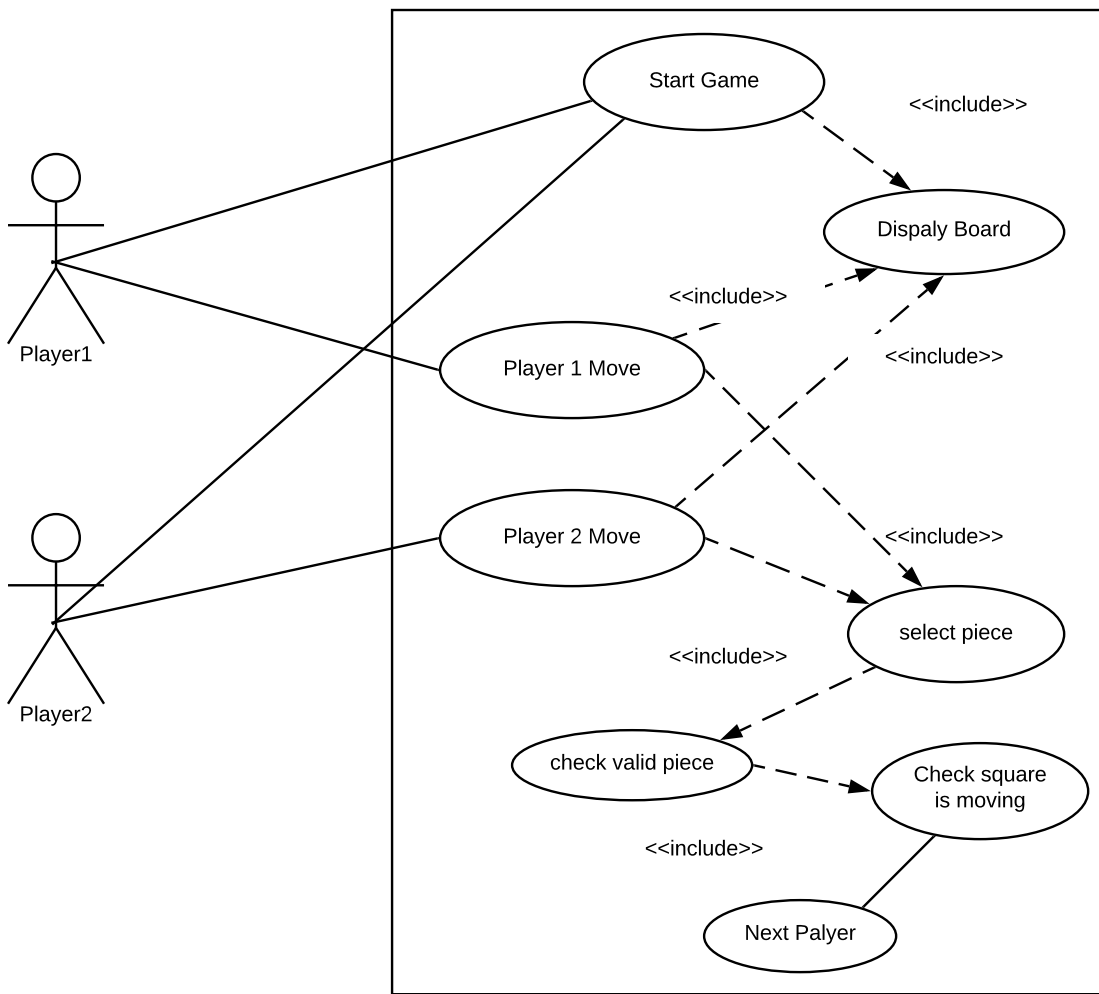 Start Game
<<include>>
Dispaly Board
<<include>>
Player1
<<include>>
Player 1 Move
Player 2 Move
<<include>>
select piece
<<include>>
Player2
check valid piece
Check square
is moving
<<include>>
Next Palyer